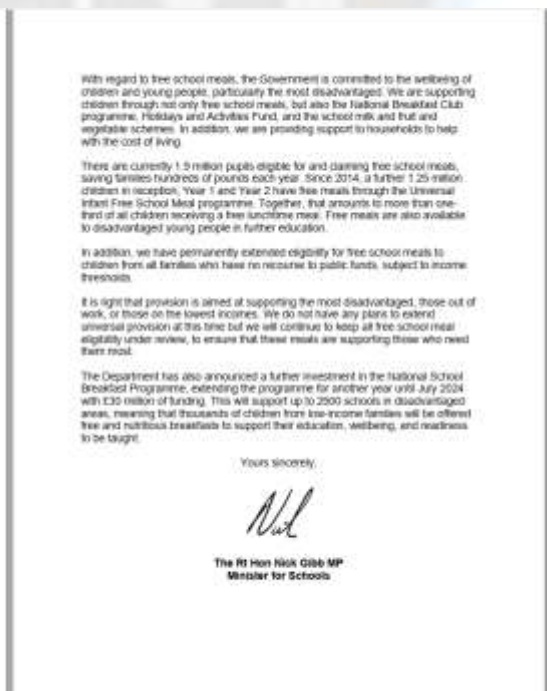 With regard to free school meals, the Government is committed to the wellbeing of
children and young people, particularly the most disadvantaged. We are supporting
children through not only free school meals, but also the National Breakfast Club
programme, Holidays and Activities Fund, and the school milk and fruit and
vegetable schemes. In addition, we are providing support to households to help
with the cost of living.
There are currently 1.9 million pupils eligible for and claiming free school meals,
saving families hundreds of pounds each year. Since 2014, a further 1.25 million
children in reception, Year 1 and Year 2 have free meals through the Universal
Infant Free School Meal programme. Together, that amounts to more than one-
third of all children receiving a free lunchtime meal. Free meals are also available
to disadvantaged young people in further education.
In addition, we have permanently extended eligibility for free school meals to
children from all families who have no recourse to public funds, subject to income
thresholds.
It is right that provision is aimed at supporting the most disadvantaged, those out of
work, or those on the lowest incomes. We do not have any plans to extend
universal provision at this time but we will continue to keep all free school meal
eligibility under review, to ensure that these meals are supporting those who need
them most.
The Department has also announced a further investment in the National School
Breakfast Programme, extending the programme for another year until July 2024
with £30 million of funding. This will support up to 2500 schools in disadvantaged
areas, meaning that thousands of children from low-income families will be offered
free and nutritious breakfasts to support their education, wellbeing, and readiness
to be taught.
Yours sincerely,
Nick
The Rt Hon Nick Gibb MP
Minister for Schools